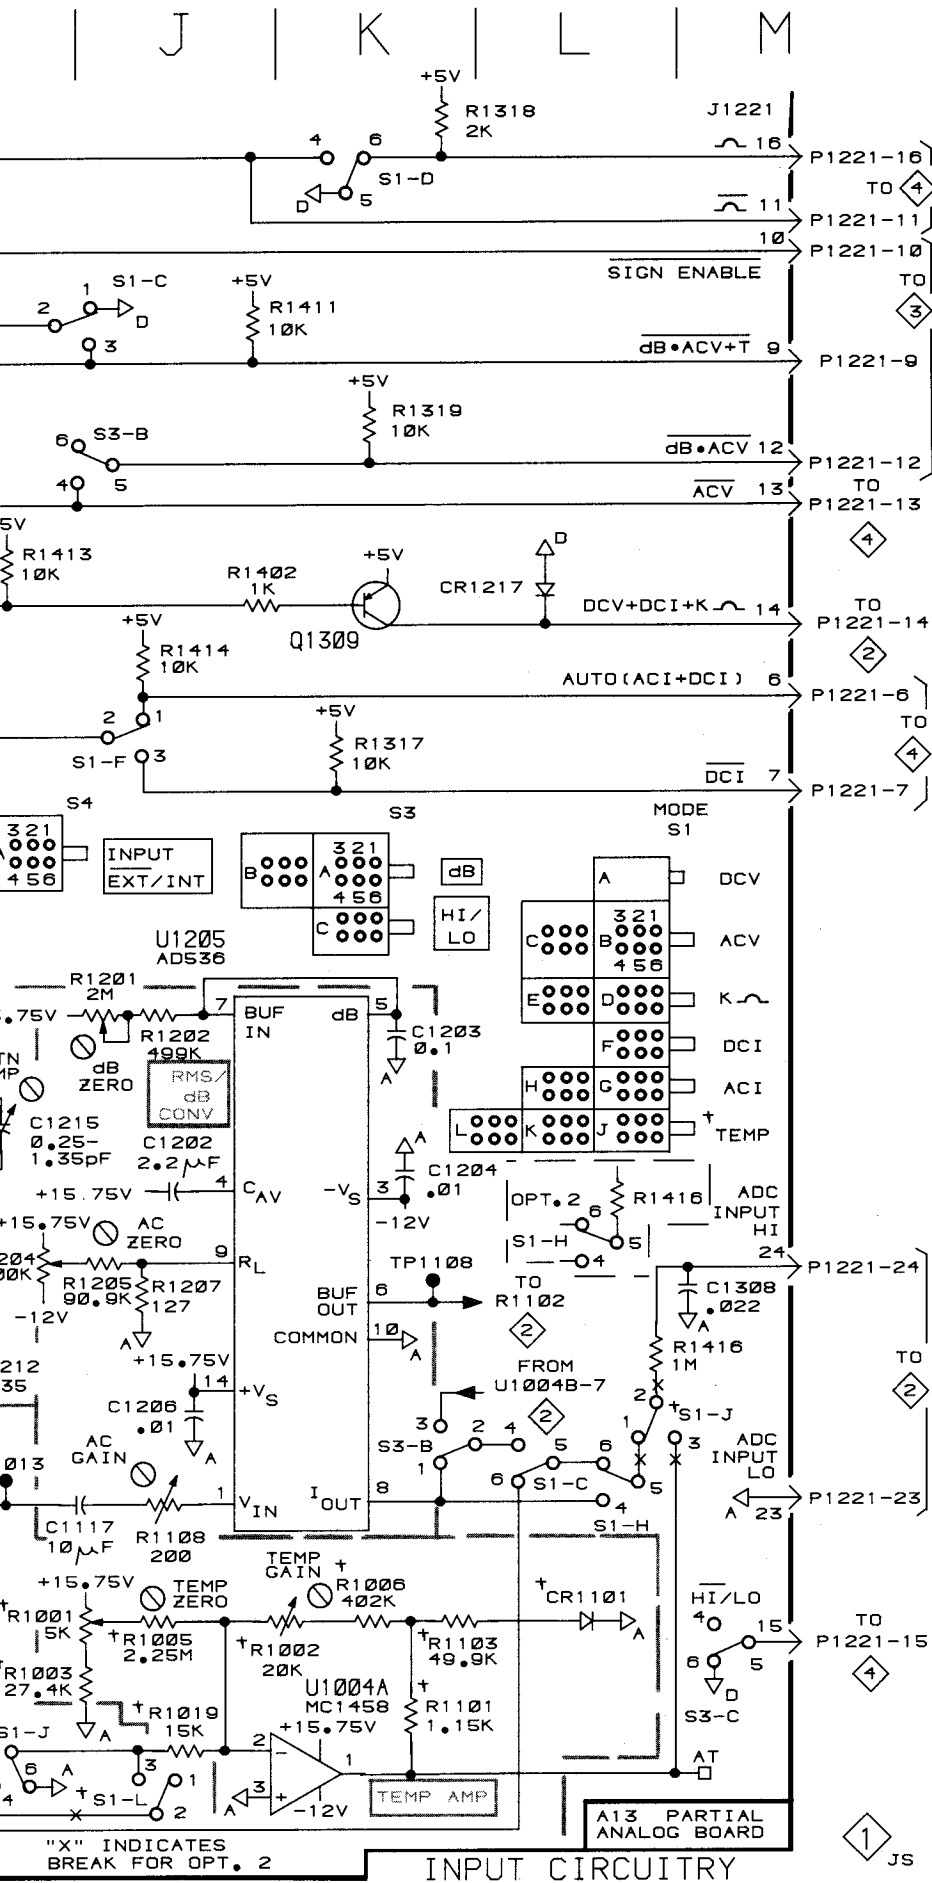 J K L M
+5V
R1318
2K
J1221
4 6
16
P1221-16
S1-D
D 5
TO 4
11
P1221-11
10
P1221-10
SIGN ENABLE
S1-C
1
2
D
3
+5V
R1411
10K
TO
3
dB•ACV+T 9
P1221-9
+5V
R1319
10K
6 S3-B
4 5
dB•ACV 12
P1221-12
ACV 13
TO
P1221-13
4
5V
R1413
10K
R1402
1K
+5V
Q1309
D
CR1217
DCV+DCI+K 14
TO
P1221-14
2
+5V
R1414
10K
AUTO(ACI+DCI) 6
P1221-6
2 1
S1-F 3
+5V
R1317
10K
TO
4
DCI 7
P1221-7
S4
S3
MODE
S1
321
456
INPUT
EXT/INT
B A
321
456
C
dB
HI/
LO
A DCV
C B
321
456
ACV
E D K
F DCI
H G ACI
L K J +TEMP
U1205
AD536
R1201
2M
.75V
7 BUF
IN
dB 5
R1202
499K
dB
ZERO
C1203
0.1
A
RMS/
dB
CONV
TN
MP
C1215
0.25-
1.35pF
C1202
2.2μF
+15.75V
4 CAV
A
C1204
.01
-VS 3
-12V
OPT.2
R1416
6
S1-H 5
4
ADC
INPUT
HI
24
P1221-24
+15.75V
AC
ZERO
204
00K
R1205
90.9K
R1207
127
9 RL
-12V
A
TP1108
BUF
OUT 6
TO
R1102
2
COMMON 10
A
C1308
.022
A
R1416
1M
212
35
+15.75V
14 +VS
C1206
.01
A
FROM
U1004B-7
2
TO
2
3
S3-B 2 4
1
6 5 6
S1-C
5
4
S1-H
2
1 +S1-J
3
ADC
INPUT
LO
A 23
P1221-23
AC
GAIN
013
C1117
10μF
R1108
200
1 VIN
IOUT 8
+15.75V
TEMP
ZERO
TEMP
GAIN
+
R1006
402K
+CR1101
A
HI/LO
4
15
6 5
D
S3-C
TO
P1221-15
4
+R1001
5K
+R1005
2.25M
+R1002
20K
+R1103
49.9K
+R1003
27.4K
A
+R1019
15K
U1004A
MC1458
+15.75V
+
R1101
1.15K
S1-J
6 A
4
+
3 1
S1-L
2
2 -
3 +
A
1
-12V
TEMP AMP
AT
A13 PARTIAL
ANALOG BOARD
"X" INDICATES
BREAK FOR OPT. 2
INPUT CIRCUITRY
1
JS